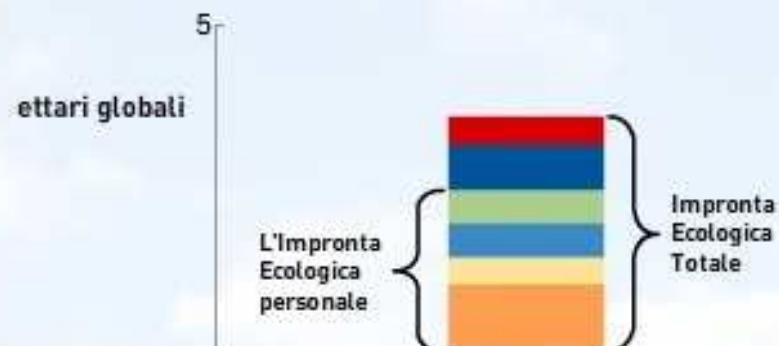 5
ettari globali
L'Impronta
Ecologica
personale
Impronta
Ecologica
Totale